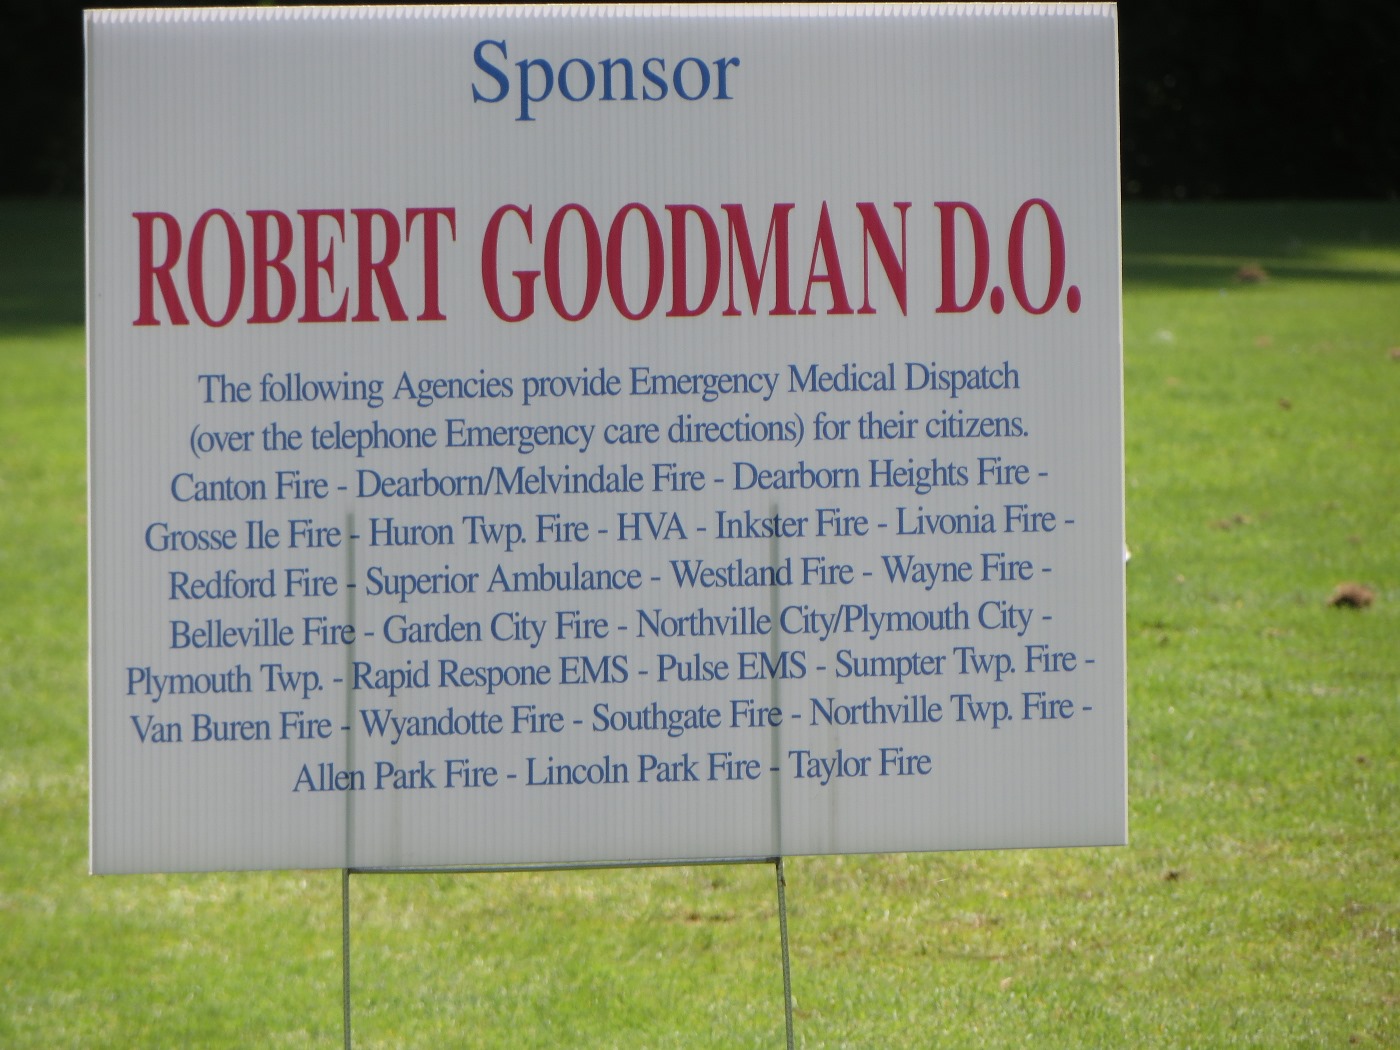 Sponsor
ROBERT GOODMAN D.O.
The following Agencies provide Emergency Medical Dispatch
(over the telephone Emergency care directions) for their citizens.
Canton Fire - Dearborn/Melvindale Fire - Dearborn Heights Fire -
Grosse Ile Fire - Huron Twp. Fire - HVA - Inkster Fire - Livonia Fire -
Redford Fire - Superior Ambulance - Westland Fire - Wayne Fire -
Belleville Fire - Garden City Fire - Northville City/Plymouth City -
Plymouth Twp. - Rapid Respone EMS - Pulse EMS - Sumpter Twp. Fire -
Van Buren Fire - Wyandotte Fire - Southgate Fire - Northville Twp. Fire -
Allen Park Fire - Lincoln Park Fire - Taylor Fire